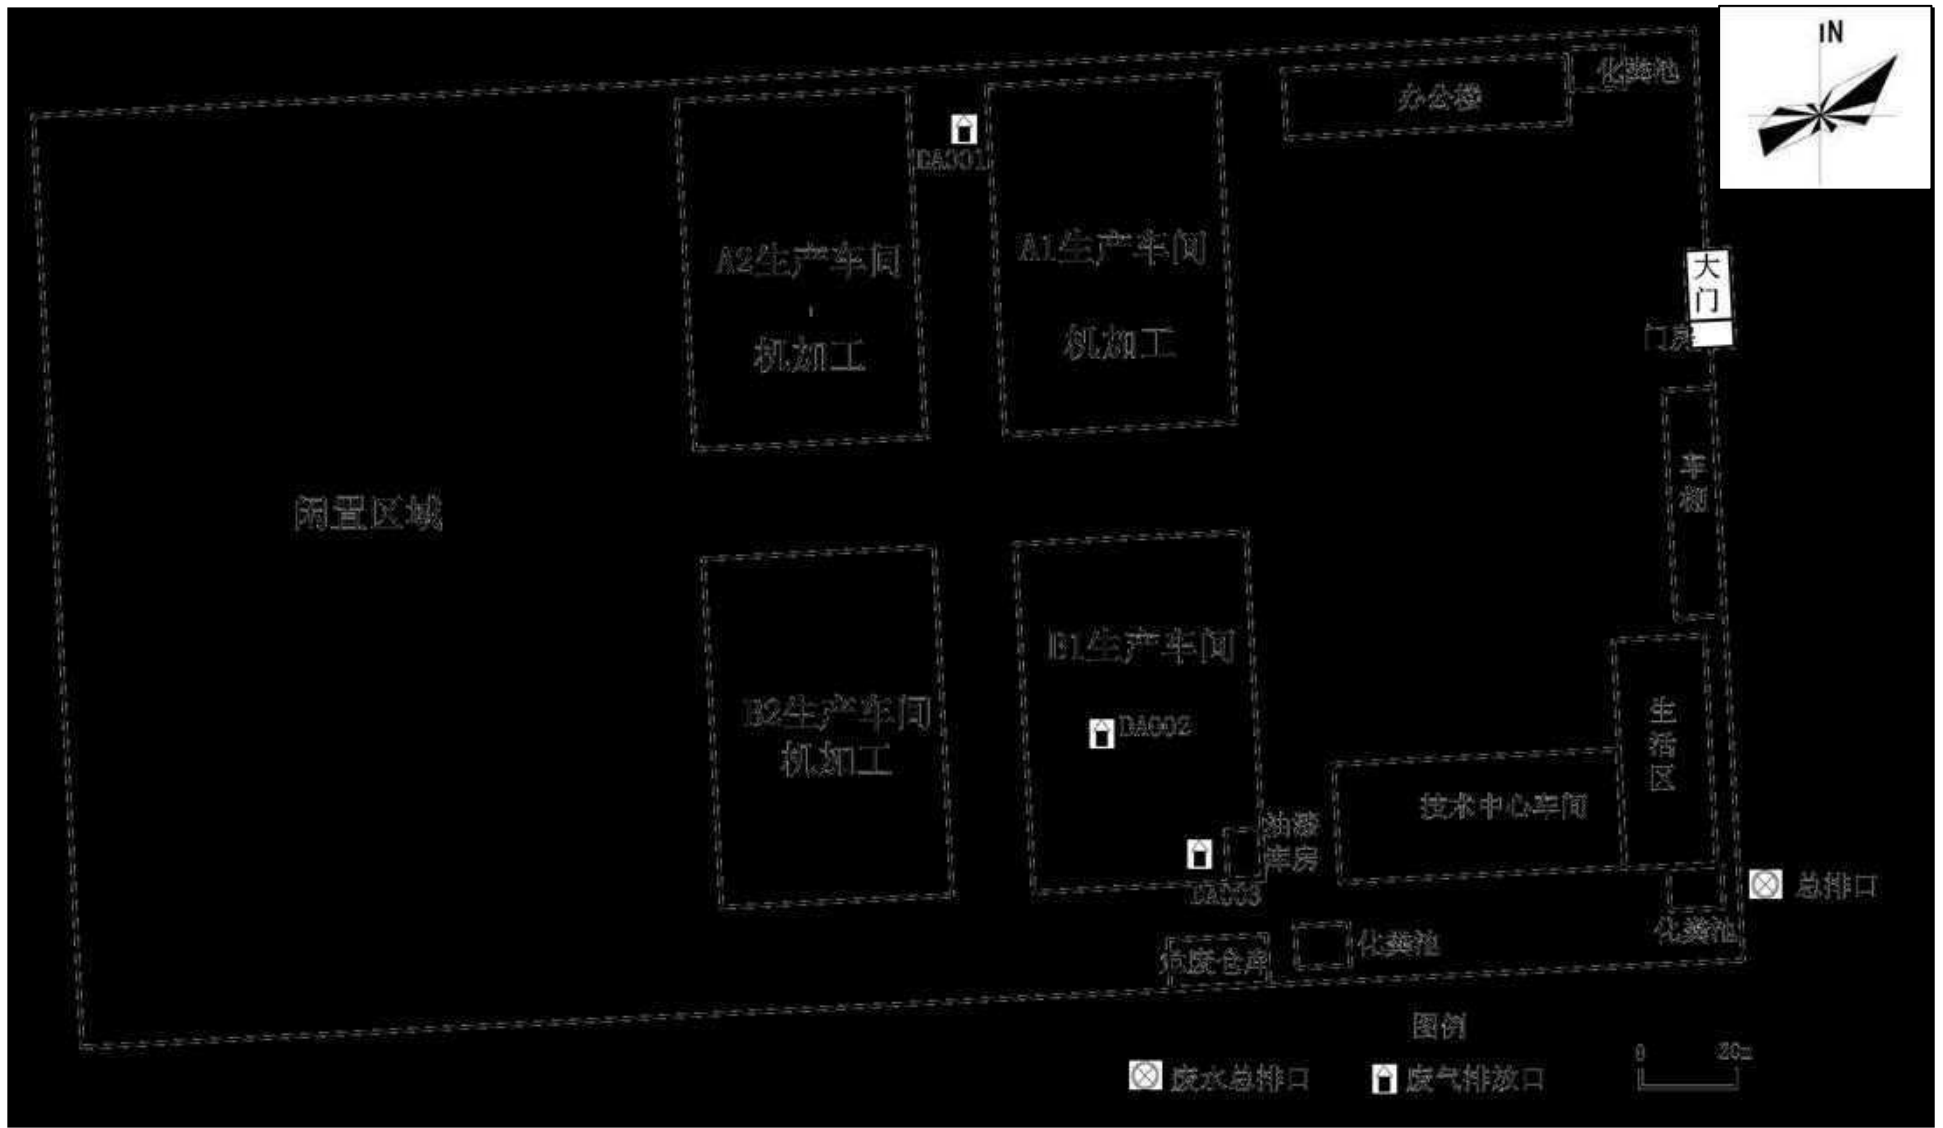 N
办公楼
化粪池
DA001
A2生产车间
机加工
A1生产车间
机加工
大
门
门房
车
棚
闲置区域
B1生产车间
DA002
B2生产车间
机加工
生
活
区
技术中心车间
油漆
库房
DA003
总排口
化粪池
化粪池
危废仓库
图例
废水总排口
废气排放口
0 20m